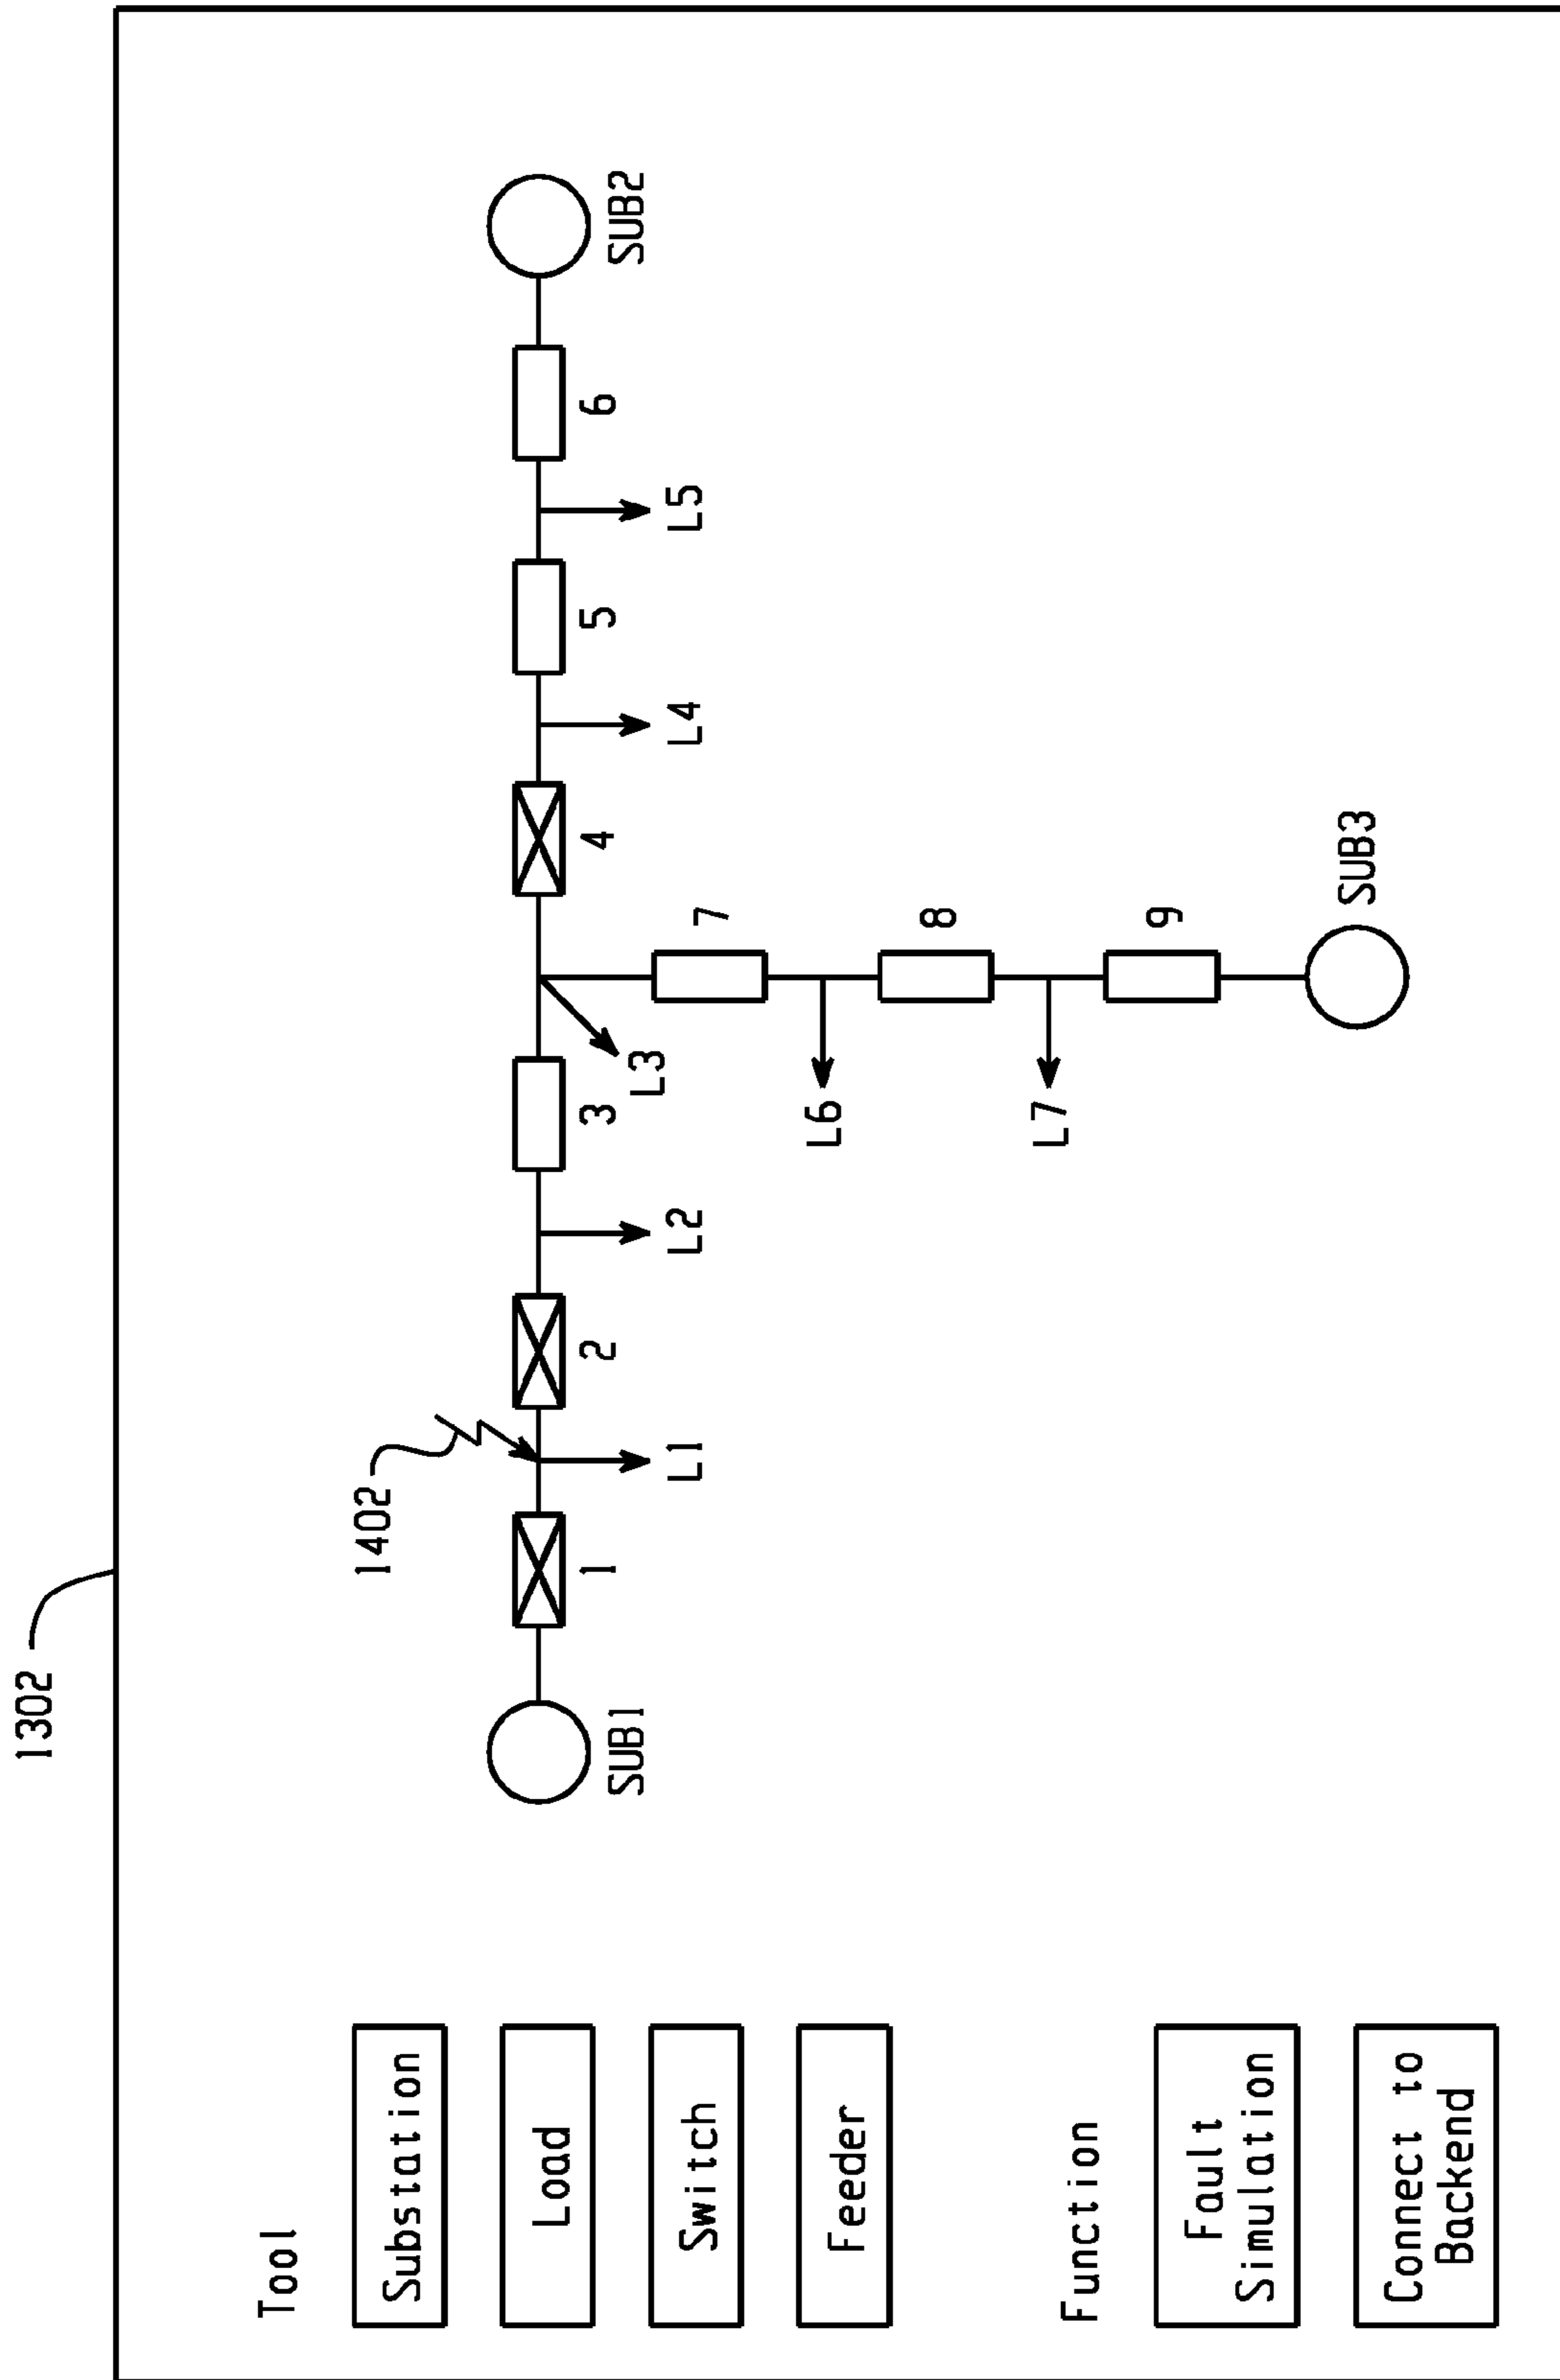 1302
Tool
Substation
Load
Switch
Feeder
Function
Fault
Simulation
Connect to
Backend
1402
SUB1
1
L1
2
L2
3
L3
4
L4
5
L5
6
SUB2
7
L6
8
L7
9
SUB3